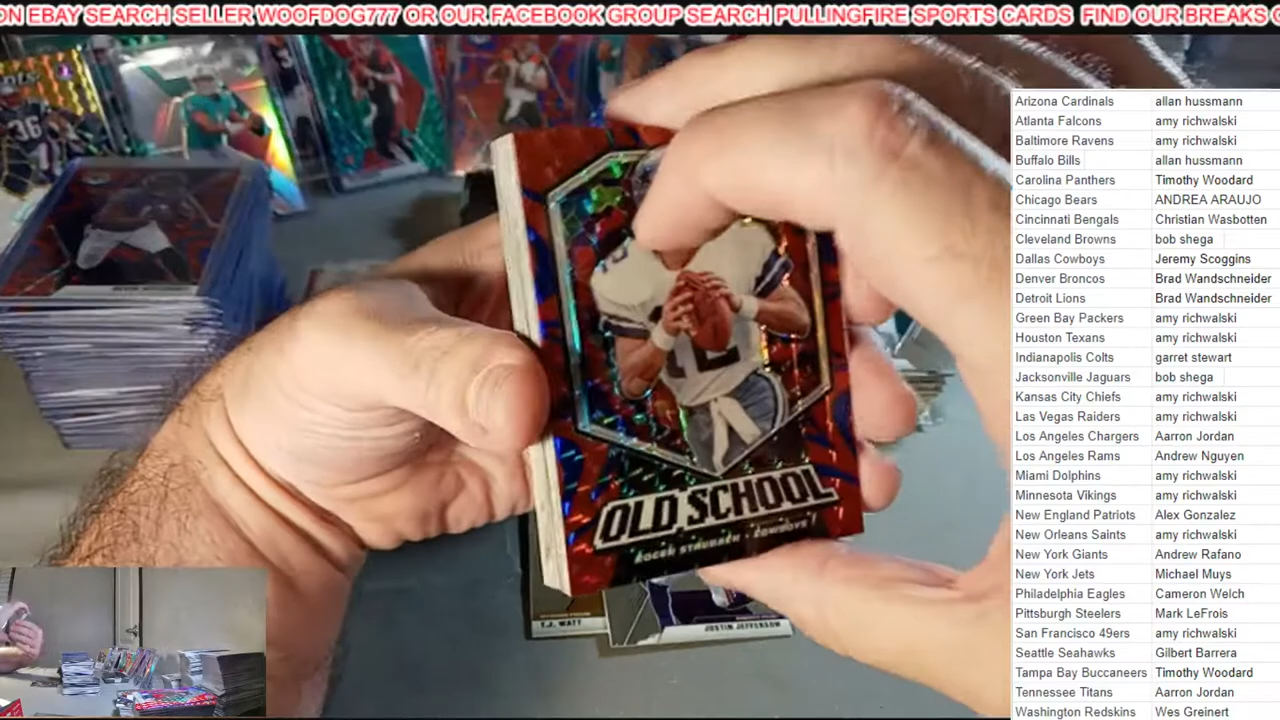 ON EBAY SEARCH SELLER WOOFDOG777 OR OUR FACEBOOK GROUP SEARCH PULLINGFIRE SPORTS CARDS FIND OUR BREAKS
36
12
OLD SCHOOL
ROGER STAUBACH · COWBOYS
T.J. WATT
JUSTIN JEFFERSON
Arizona Cardinals allan hussmann
Atlanta Falcons amy richwalski
Baltimore Ravens amy richwalski
Buffalo Bills allan hussmann
Carolina Panthers Timothy Woodard
Chicago Bears ANDREA ARAUJO
Cincinnati Bengals Christian Wasbotten
Cleveland Browns bob shega
Dallas Cowboys Jeremy Scoggins
Denver Broncos Brad Wandschneider
Detroit Lions Brad Wandschneider
Green Bay Packers amy richwalski
Houston Texans amy richwalski
Indianapolis Colts garret stewart
Jacksonville Jaguars bob shega
Kansas City Chiefs amy richwalski
Las Vegas Raiders amy richwalski
Los Angeles Chargers Aarron Jordan
Los Angeles Rams Andrew Nguyen
Miami Dolphins amy richwalski
Minnesota Vikings amy richwalski
New England Patriots Alex Gonzalez
New Orleans Saints amy richwalski
New York Giants Andrew Rafano
New York Jets Michael Muys
Philadelphia Eagles Cameron Welch
Pittsburgh Steelers Mark LeFrois
San Francisco 49ers amy richwalski
Seattle Seahawks Gilbert Barrera
Tampa Bay Buccaneers Timothy Woodard
Tennessee Titans Aarron Jordan
Washington Redskins Wes Greinert